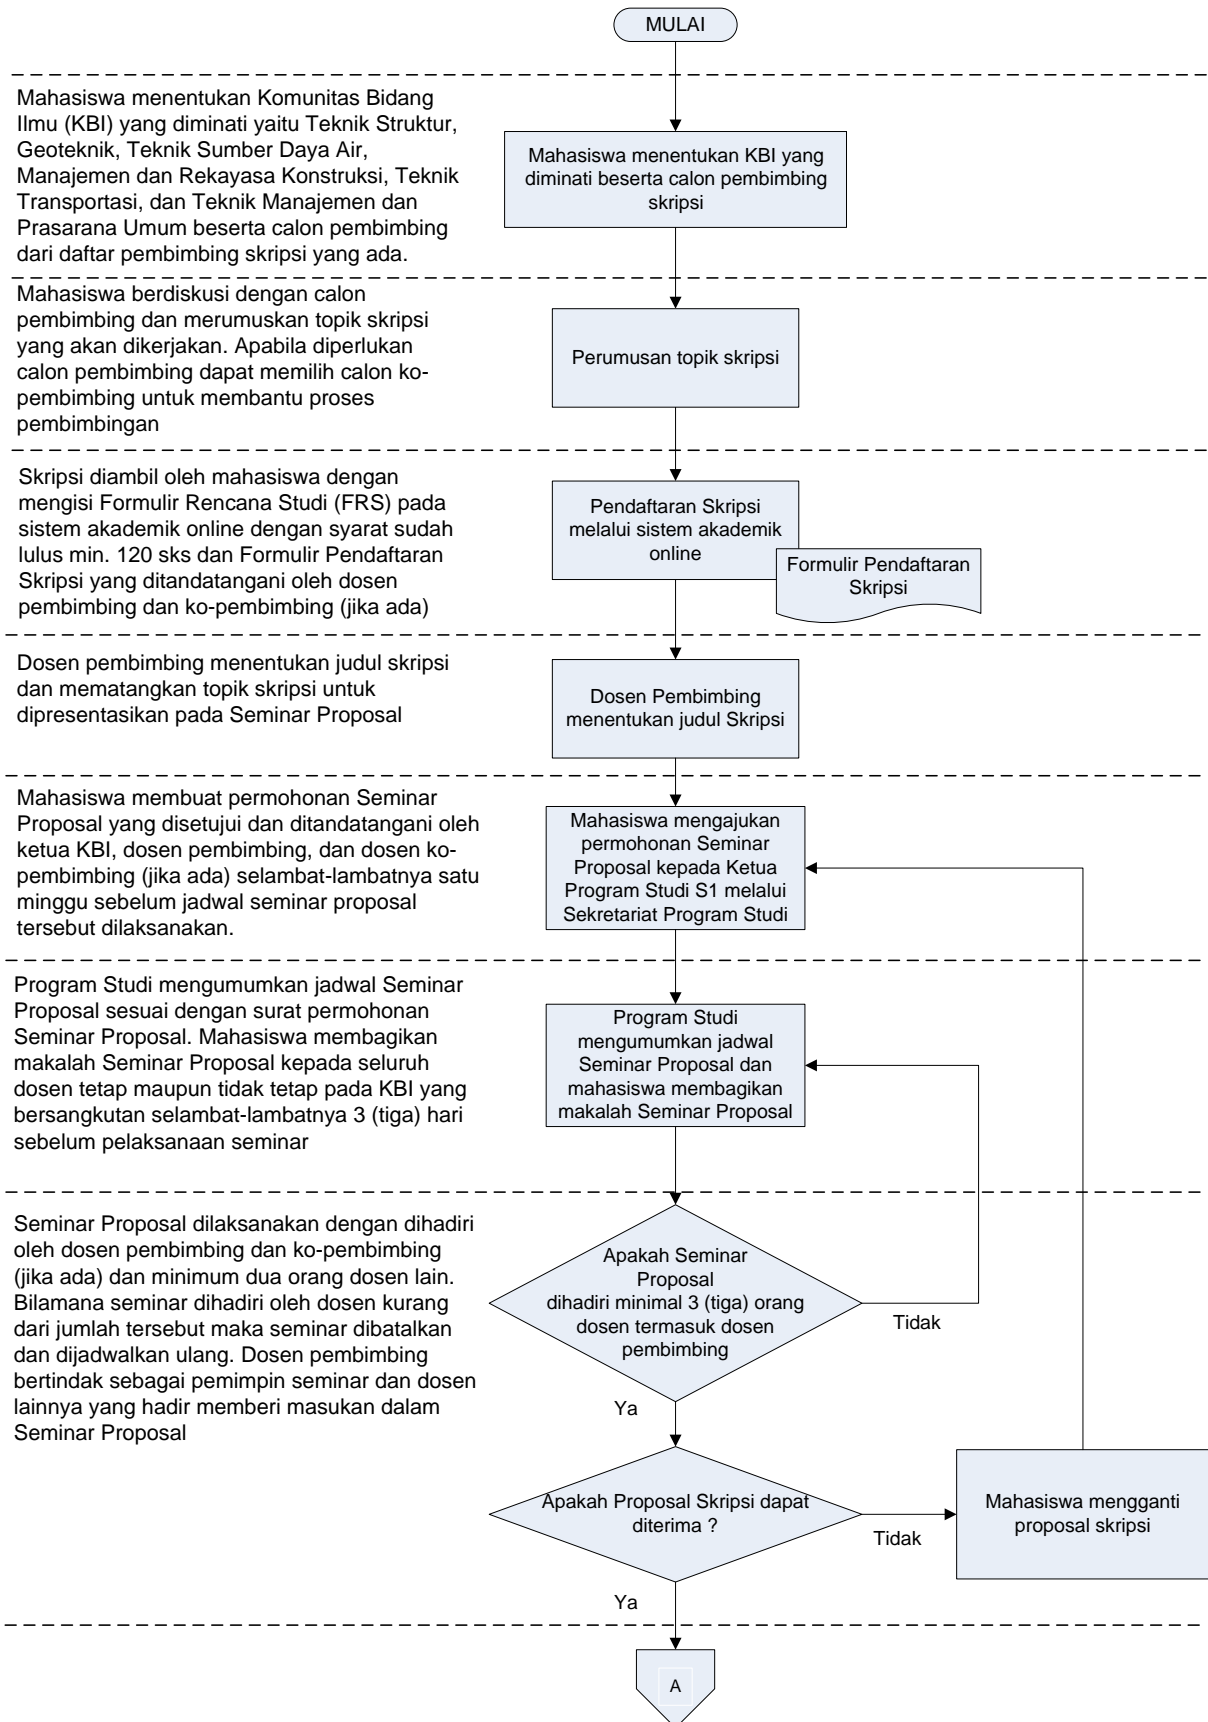 MULAI
Mahasiswa menentukan Komunitas Bidang
Ilmu (KBI) yang diminati yaitu Teknik Struktur,
Geoteknik, Teknik Sumber Daya Air,
Manajemen dan Rekayasa Konstruksi, Teknik
Transportasi, dan Teknik Manajemen dan
Prasarana Umum beserta calon pembimbing
dari daftar pembimbing skripsi yang ada.
Mahasiswa menentukan KBI yang
diminati beserta calon pembimbing
skripsi
Mahasiswa berdiskusi dengan calon
pembimbing dan merumuskan topik skripsi
yang akan dikerjakan. Apabila diperlukan
calon pembimbing dapat memilih calon ko-
pembimbing untuk membantu proses
pembimbingan
Perumusan topik skripsi
Skripsi diambil oleh mahasiswa dengan
mengisi Formulir Rencana Studi (FRS) pada
sistem akademik online dengan syarat sudah
lulus min. 120 sks dan Formulir Pendaftaran
Skripsi yang ditandatangani oleh dosen
pembimbing dan ko-pembimbing (jika ada)
Pendaftaran Skripsi
melalui sistem akademik
online
Formulir Pendaftaran
Skripsi
Dosen pembimbing menentukan judul skripsi
dan mematangkan topik skripsi untuk
dipresentasikan pada Seminar Proposal
Dosen Pembimbing
menentukan judul Skripsi
Mahasiswa membuat permohonan Seminar
Proposal yang disetujui dan ditandatangani oleh
ketua KBI, dosen pembimbing, dan dosen ko-
pembimbing (jika ada) selambat-lambatnya satu
minggu sebelum jadwal seminar proposal
tersebut dilaksanakan.
Mahasiswa mengajukan
permohonan Seminar
Proposal kepada Ketua
Program Studi S1 melalui
Sekretariat Program Studi
Program Studi mengumumkan jadwal Seminar
Proposal sesuai dengan surat permohonan
Seminar Proposal. Mahasiswa membagikan
makalah Seminar Proposal kepada seluruh
dosen tetap maupun tidak tetap pada KBI yang
bersangkutan selambat-lambatnya 3 (tiga) hari
sebelum pelaksanaan seminar
Program Studi
mengumumkan jadwal
Seminar Proposal dan
mahasiswa membagikan
makalah Seminar Proposal
Seminar Proposal dilaksanakan dengan dihadiri
oleh dosen pembimbing dan ko-pembimbing
(jika ada) dan minimum dua orang dosen lain.
Bilamana seminar dihadiri oleh dosen kurang
dari jumlah tersebut maka seminar dibatalkan
dan dijadwalkan ulang. Dosen pembimbing
bertindak sebagai pemimpin seminar dan dosen
lainnya yang hadir memberi masukan dalam
Seminar Proposal
Apakah Seminar
Proposal
dihadiri minimal 3 (tiga) orang
dosen termasuk dosen
pembimbing
Tidak
Ya
Apakah Proposal Skripsi dapat
diterima ?
Tidak
Mahasiswa mengganti
proposal skripsi
Ya
A